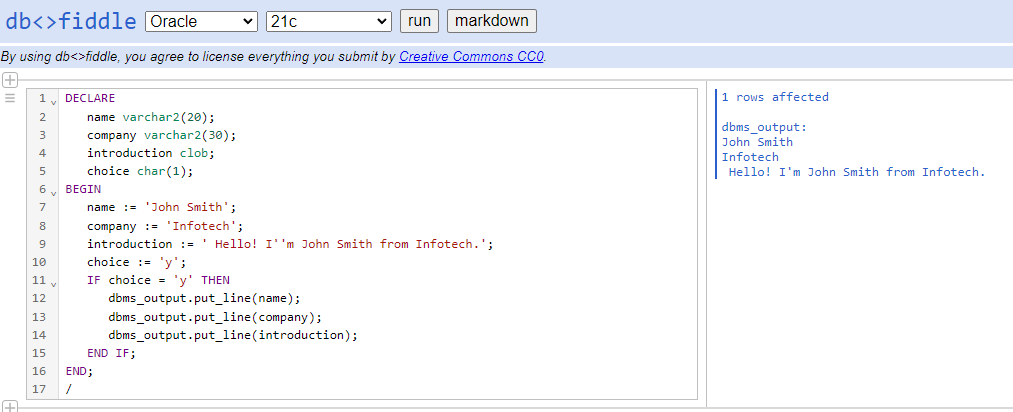 db<>fiddle Oracle 21c run markdown
By using db<>fiddle, you agree to license everything you submit by Creative Commons CC0.
1 DECLARE
2    name varchar2(20);
3    company varchar2(30);
4    introduction clob;
5    choice char(1);
6 BEGIN
7    name := 'John Smith';
8    company := 'Infotech';
9    introduction := ' Hello! I''m John Smith from Infotech.';
10    choice := 'y';
11    IF choice = 'y' THEN
12       dbms_output.put_line(name);
13       dbms_output.put_line(company);
14       dbms_output.put_line(introduction);
15    END IF;
16 END;
17 /
1 rows affected
dbms_output:
John Smith
Infotech
 Hello! I'm John Smith from Infotech.